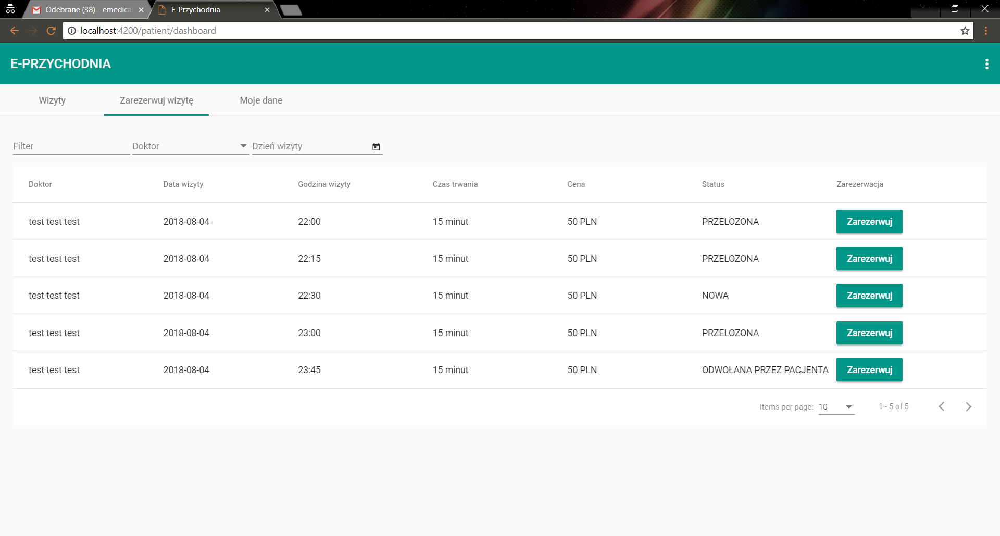 Odebrane (38) - emedica
E-Przychodnia
localhost:4200/patient/dashboard
E-PRZYCHODNIA
Wizyty Zarezerwuj wizytę Moje dane
Filter Doktor Dzień wizyty
Doktor Data wizyty Godzina wizyty Czas trwania Cena Status Zarezerwacja
test test test 2018-08-04 22:00 15 minut 50 PLN PRZELOZONA Zarezerwuj
test test test 2018-08-04 22:15 15 minut 50 PLN PRZELOZONA Zarezerwuj
test test test 2018-08-04 22:30 15 minut 50 PLN NOWA Zarezerwuj
test test test 2018-08-04 23:00 15 minut 50 PLN PRZELOZONA Zarezerwuj
test test test 2018-08-04 23:45 15 minut 50 PLN ODWOŁANA PRZEZ PACJENTA Zarezerwuj
Items per page: 10 1 - 5 of 5